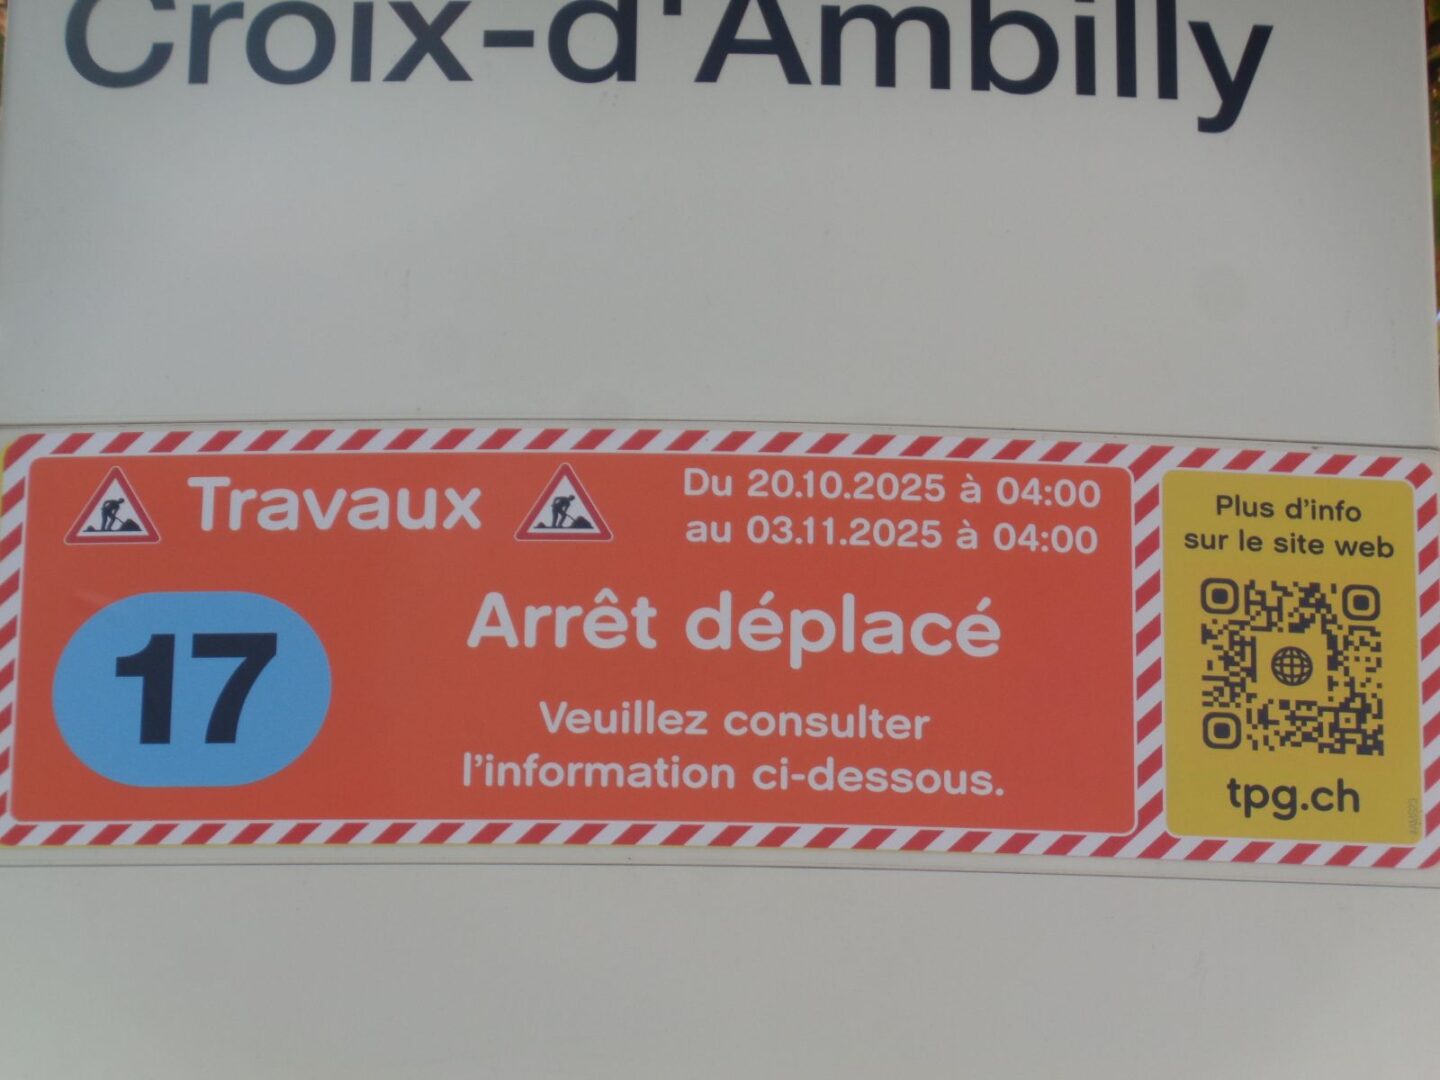 Croix-d'Ambilly
Travaux
Du 20.10.2025 à 04:00
au 03.11.2025 à 04:00
17
Arrêt déplacé
Veuillez consulter
l'information ci-dessous.
Plus d'info
sur le site web
tpg.ch